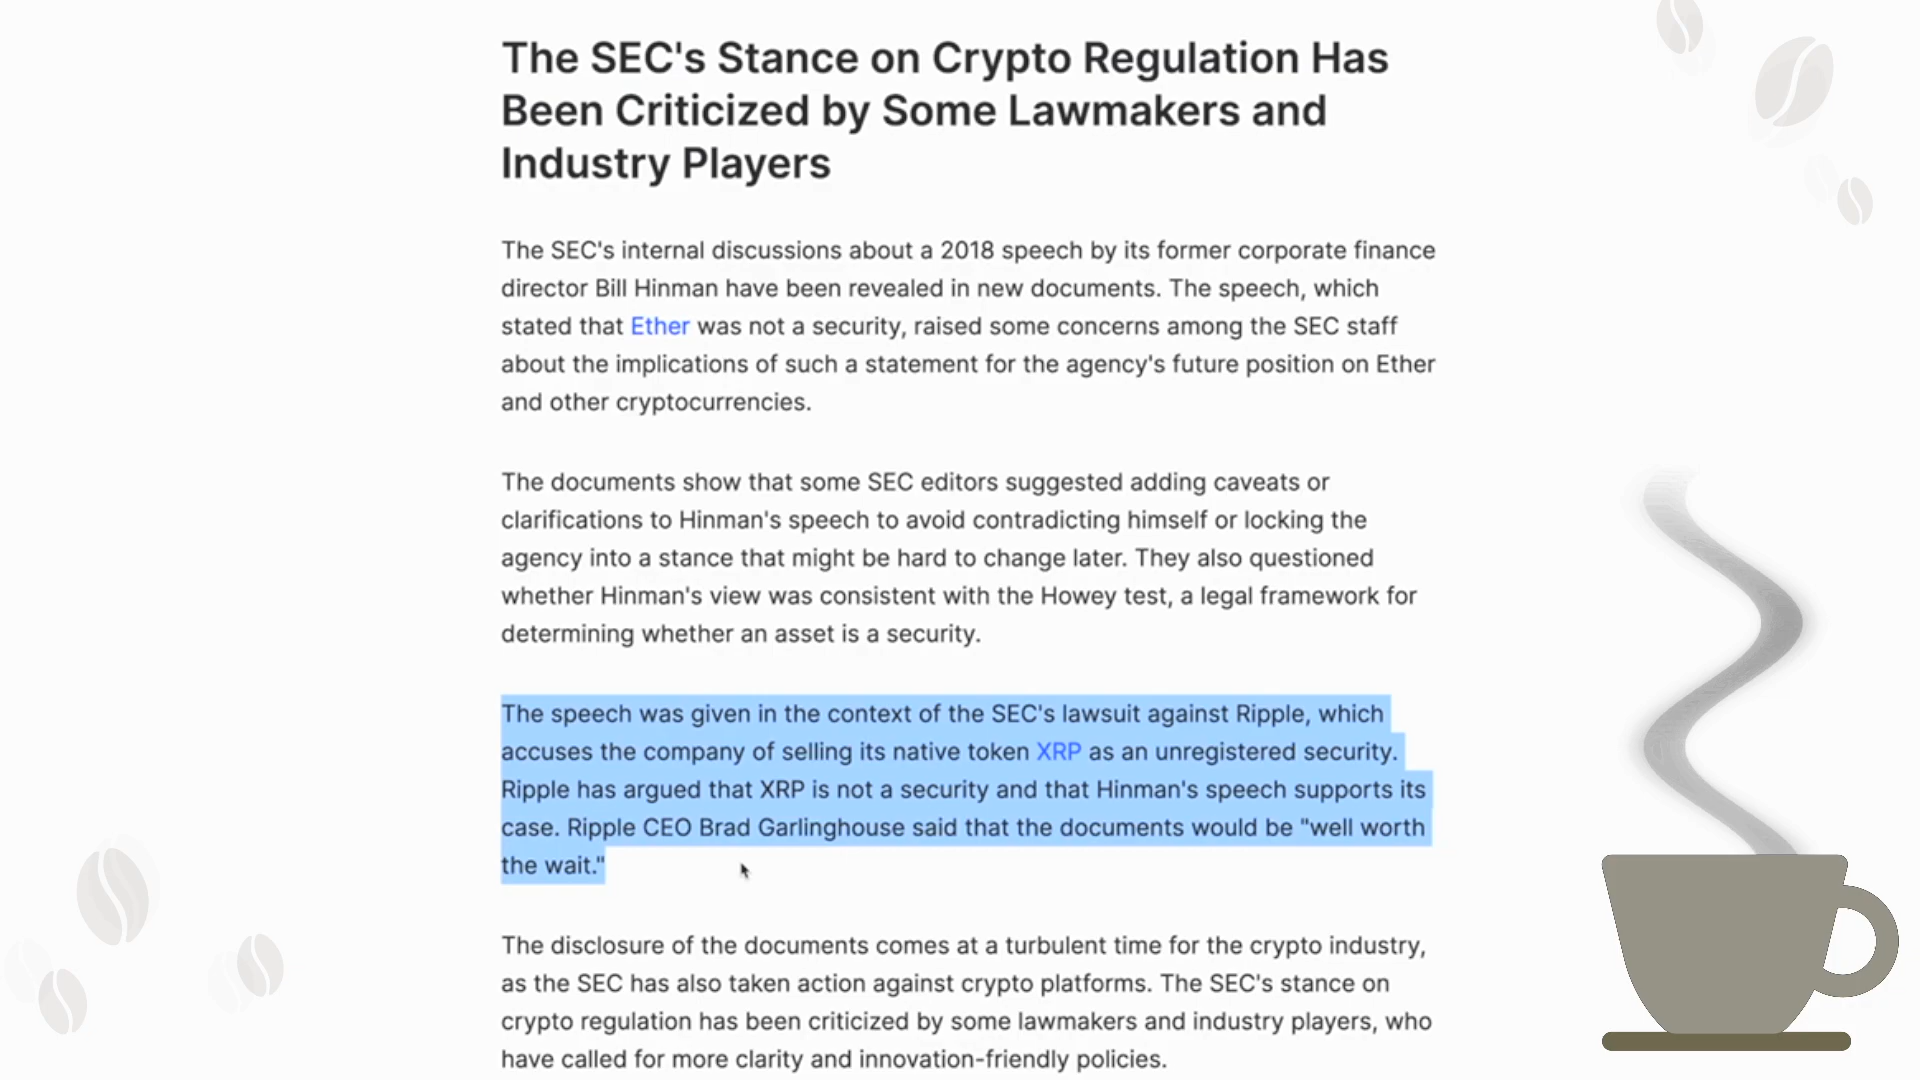 The SEC's Stance on Crypto Regulation Has
Been Criticized by Some Lawmakers and
Industry Players
The SEC's internal discussions about a 2018 speech by its former corporate finance
director Bill Hinman have been revealed in new documents. The speech, which
stated that Ether was not a security, raised some concerns among the SEC staff
about the implications of such a statement for the agency's future position on Ether
and other cryptocurrencies.
The documents show that some SEC editors suggested adding caveats or
clarifications to Hinman's speech to avoid contradicting himself or locking the
agency into a stance that might be hard to change later. They also questioned
whether Hinman's view was consistent with the Howey test, a legal framework for
determining whether an asset is a security.
The speech was given in the context of the SEC's lawsuit against Ripple, which
accuses the company of selling its native token XRP as an unregistered security.
Ripple has argued that XRP is not a security and that Hinman's speech supports its
case. Ripple CEO Brad Garlinghouse said that the documents would be "well worth
the wait."
The disclosure of the documents comes at a turbulent time for the crypto industry,
as the SEC has also taken action against crypto platforms. The SEC's stance on
crypto regulation has been criticized by some lawmakers and industry players, who
have called for more clarity and innovation-friendly policies.